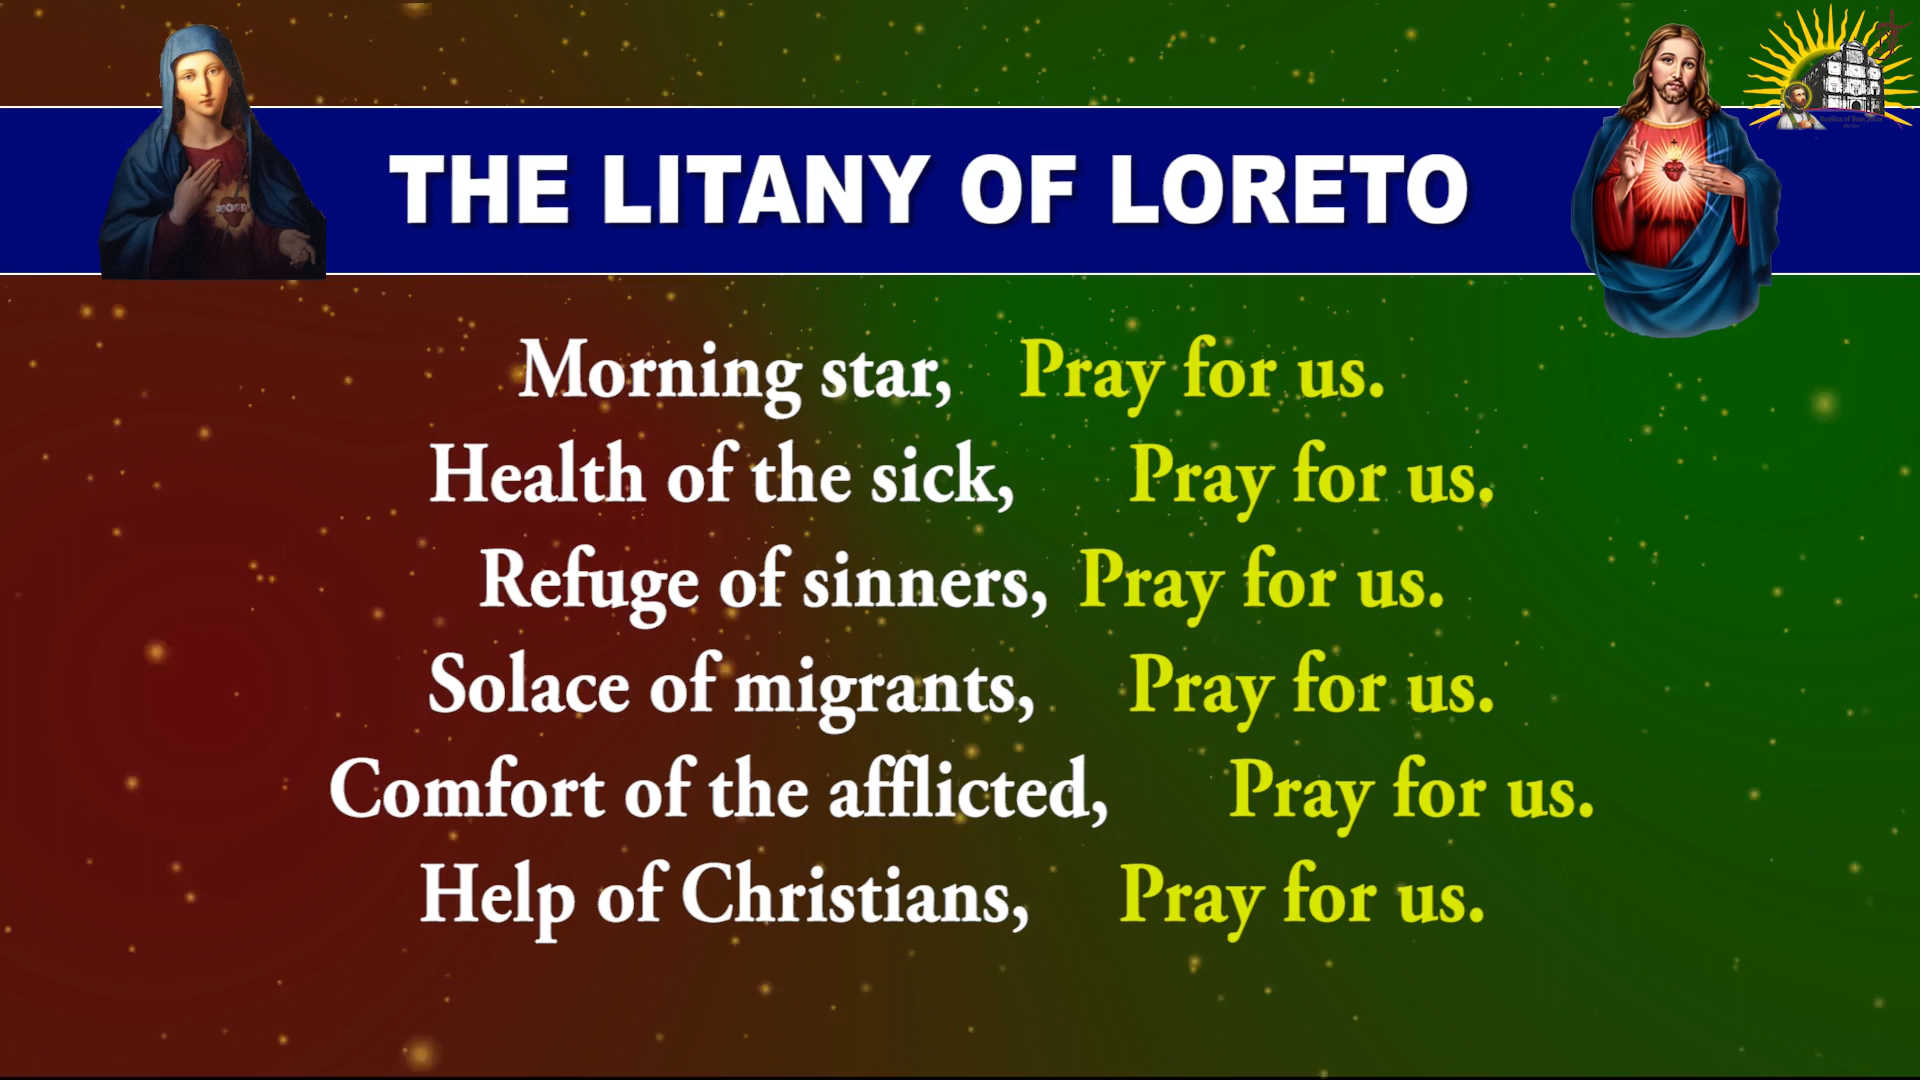 THE LITANY OF LORETO
Morning star, Pray for us.
Health of the sick, Pray for us.
Refuge of sinners, Pray for us.
Solace of migrants, Pray for us.
Comfort of the afflicted, Pray for us.
Help of Christians, Pray for us.